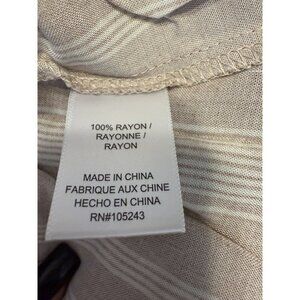 100% RAYON /
RAYONNE /
RAYON
MADE IN CHINA
FABRIQUE AUX CHINE
HECHO EN CHINA
RN#105243